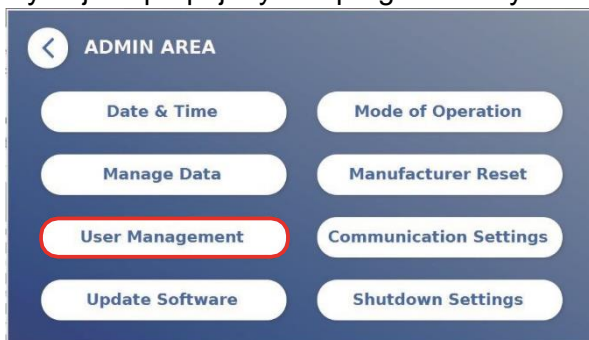 ADMIN AREA
Date & Time
Mode of Operation
Manage Data
Manufacturer Reset
User Management
Communication Settings
Update Software
Shutdown Settings